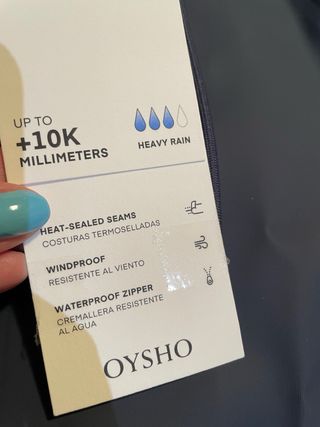 UP TO
+10K
MILLIMETERS
HEAVY RAIN
HEAT-SEALED SEAMS
COSTURAS TERMOSELLADAS
WINDPROOF
RESISTENTE AL VIENTO
WATERPROOF ZIPPER
CREMALLERA RESISTENTE
AL AGUA
OYSHO